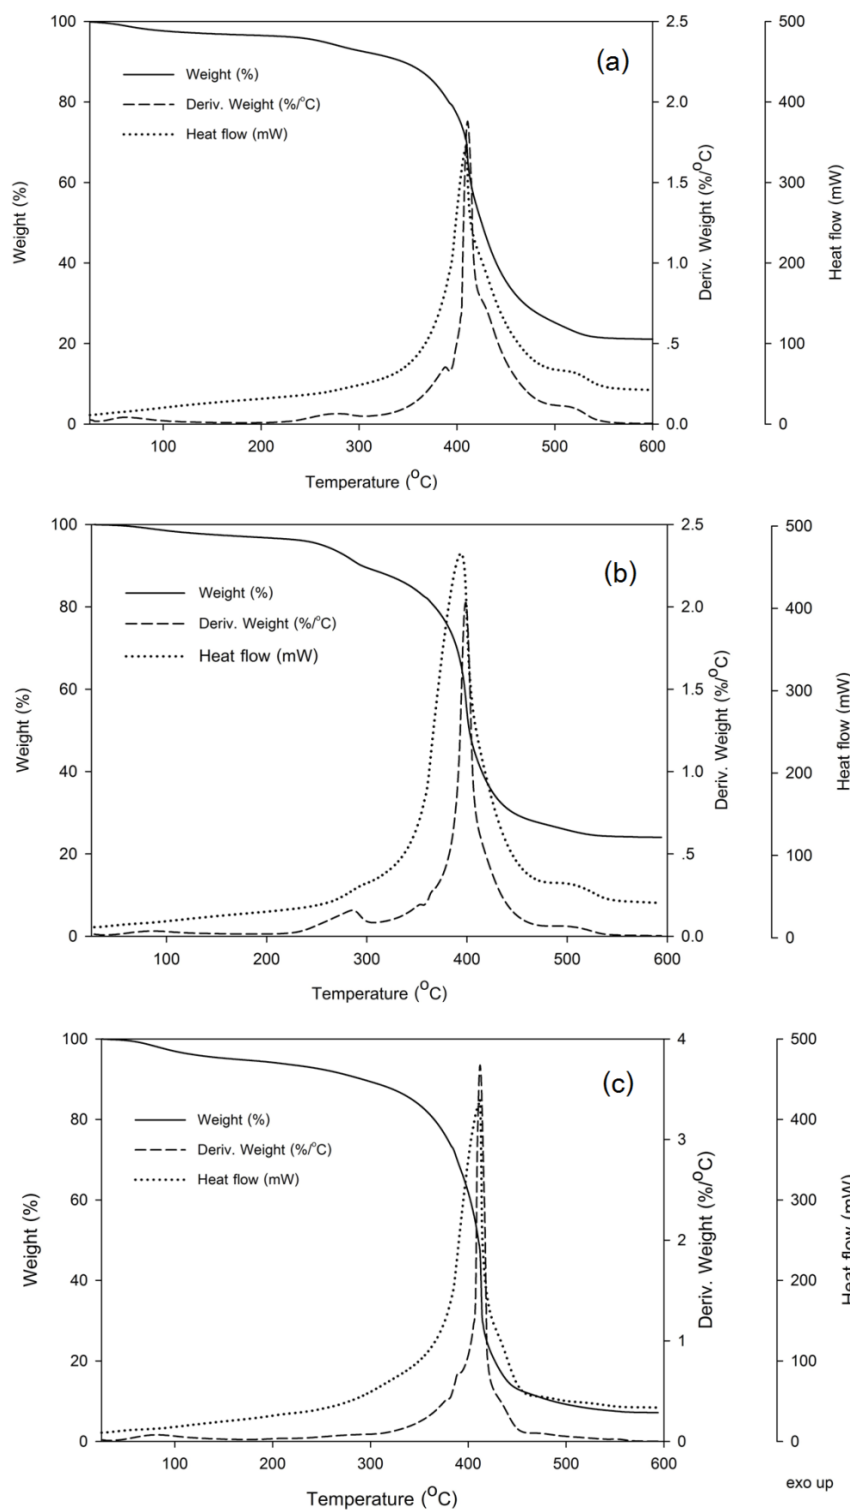 (a)
Weight (%)
Deriv. Weight (%/°C)
Heat flow (mW)
100
80
60
40
20
0
Weight (%)
2.5
2.0
1.5
1.0
.5
0.0
Deriv. Weight (%/°C)
500
400
300
200
100
0
Heat flow (mW)
100 200 300 400 500 600
Temperature (°C)
(b)
Weight (%)
Deriv. Weight (%/°C)
Heat flow (mW)
100
80
60
40
20
0
Weight (%)
2.5
2.0
1.5
1.0
.5
0.0
Deriv. Weight (%/°C)
500
400
300
200
100
0
Heat flow (mW)
100 200 300 400 500 600
Temperature (°C)
(c)
Weight (%)
Deriv. Weight (%/°C)
Heat flow (mW)
100
80
60
40
20
0
Weight (%)
4
3
2
1
0
Deriv. Weight (%/°C)
500
400
300
200
100
0
Heat flow (mW)
100 200 300 400 500 600
Temperature (°C)
exo up